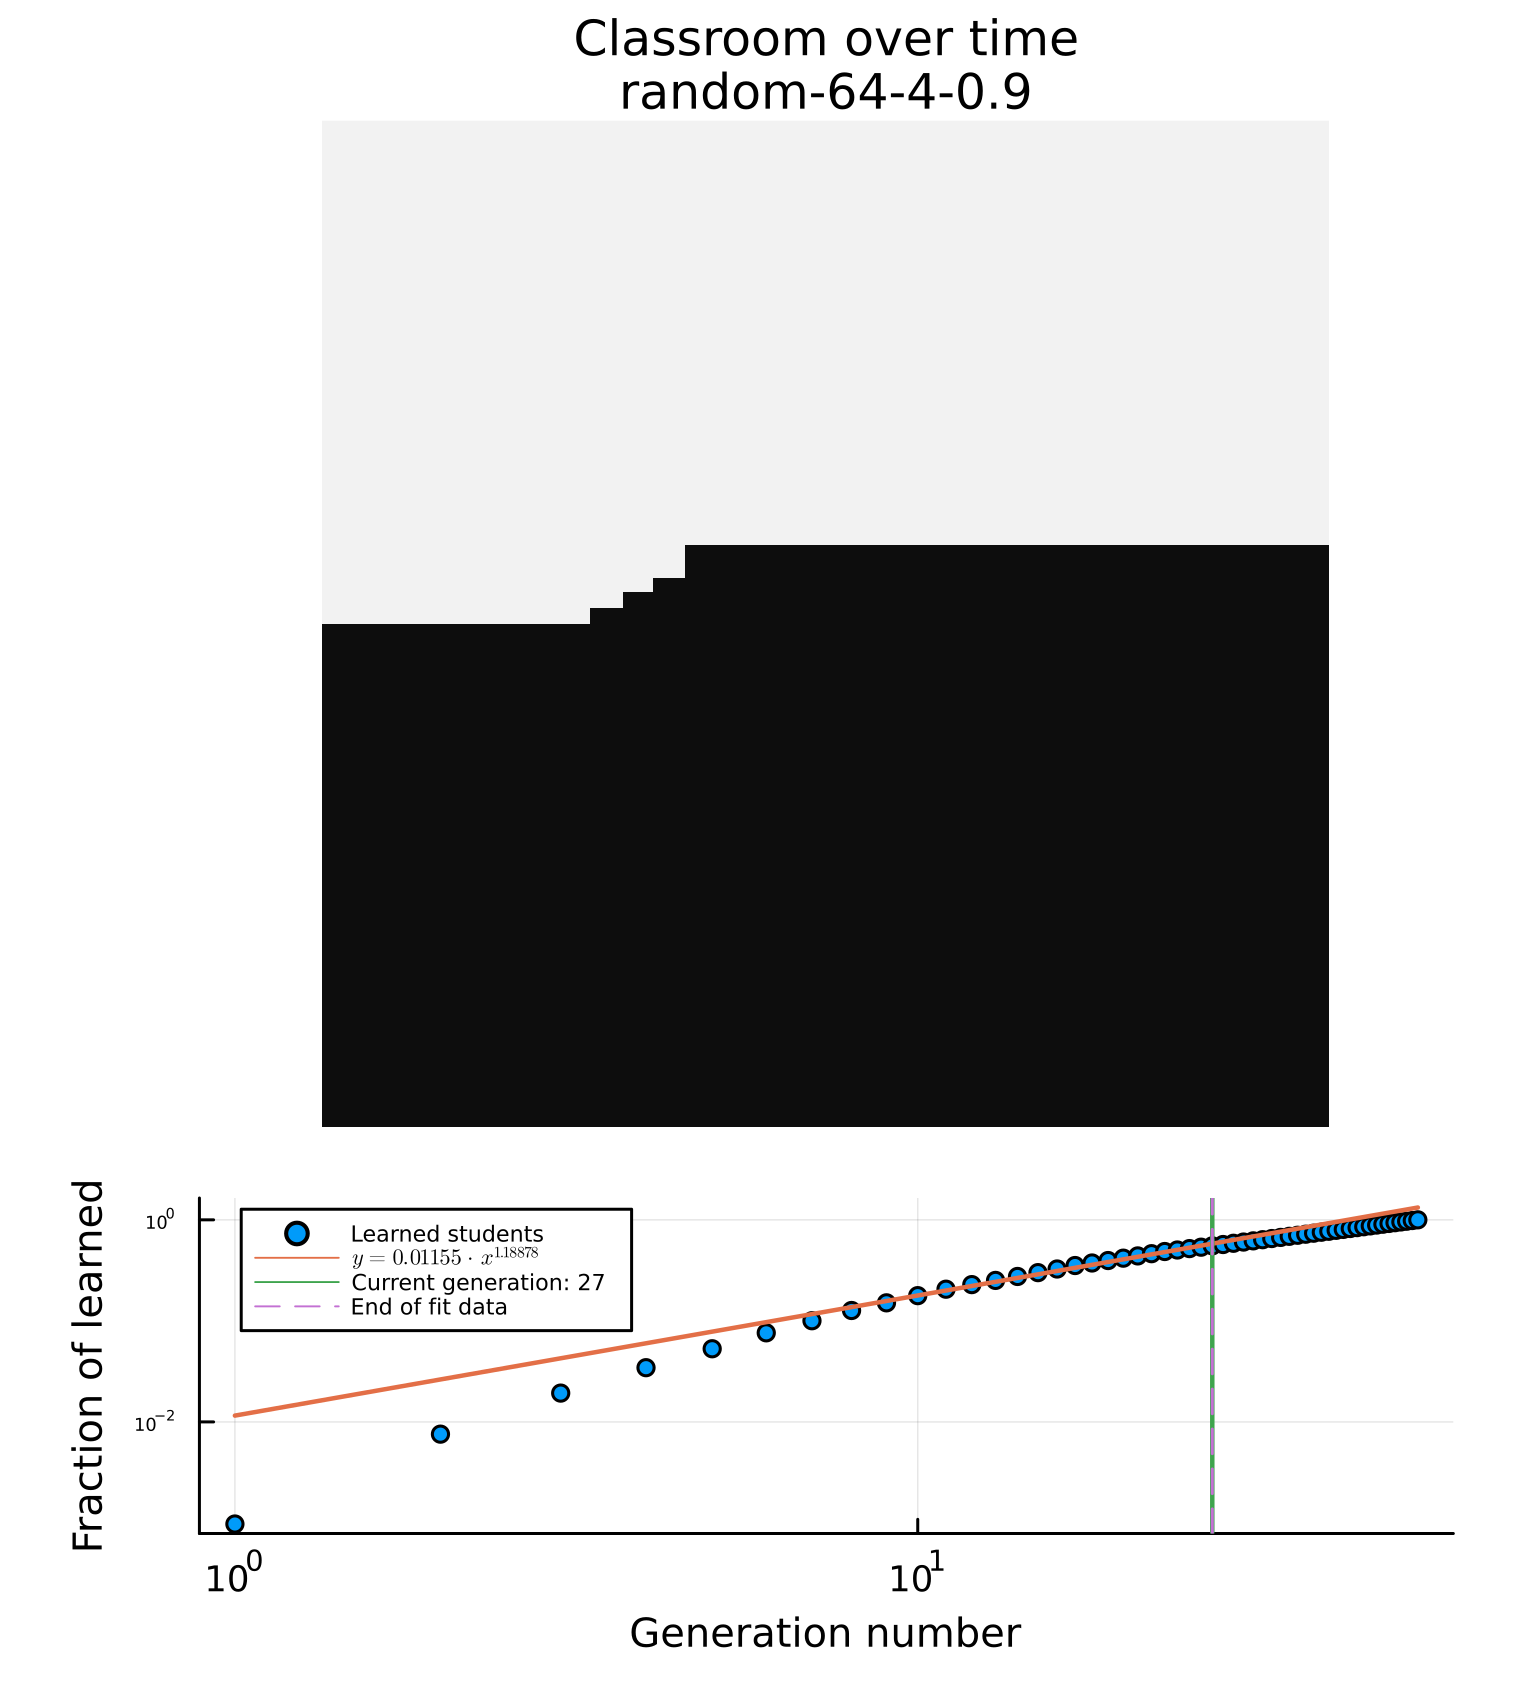 Classroom over time
random-64-4-0.9
Fraction of learned
10⁰
10⁻²
Learned students
y = 0.01155 · x^1.18878
Current generation: 27
End of fit data
10⁰
10¹
Generation number